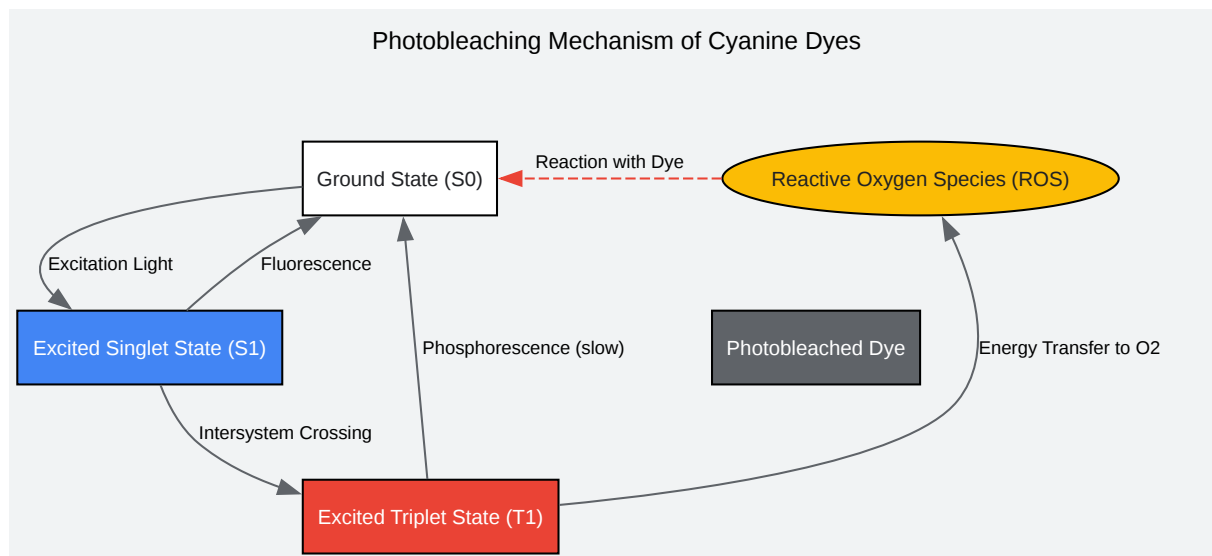 Photobleaching Mechanism of Cyanine Dyes
Reaction with Dye
Ground State (S0)
Reactive Oxygen Species (ROS)
Excitation Light
Fluorescence
Excited Singlet State (S1)
Phosphorescence (slow)
Photobleached Dye
Energy Transfer to O2
Intersystem Crossing
Excited Triplet State (T1)